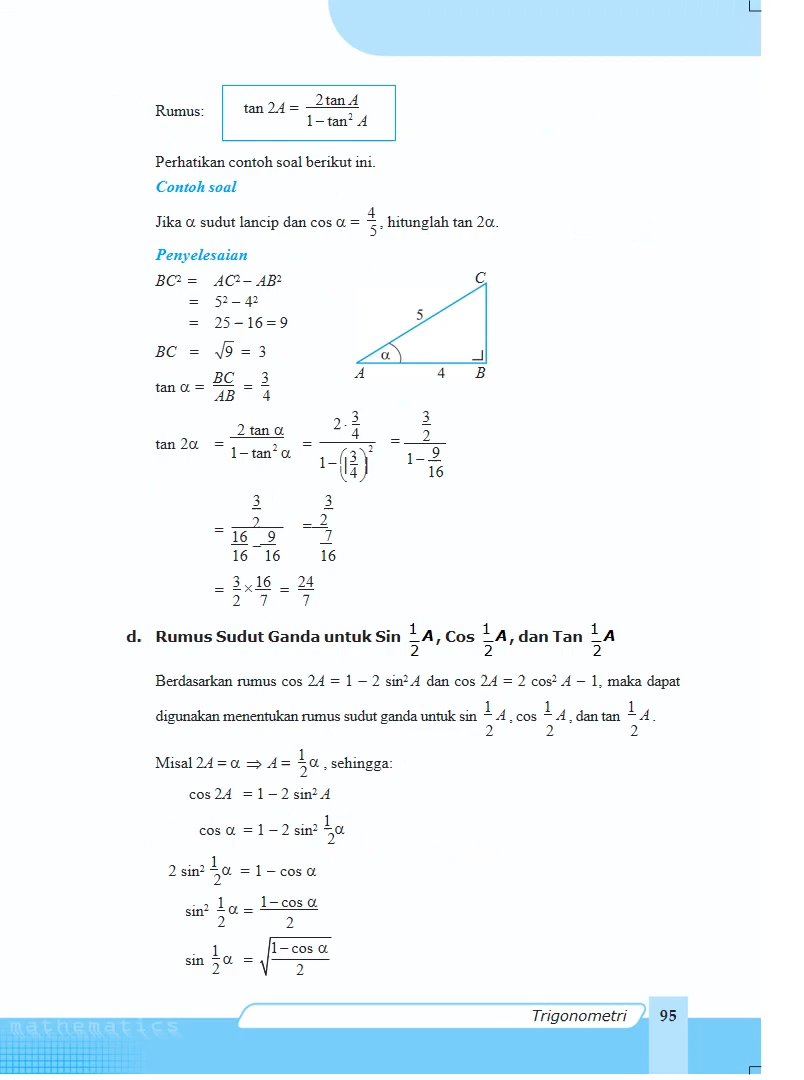 Rumus: tan 2A = 2 tan A / 1 – tan² A
Perhatikan contoh soal berikut ini.
Contoh soal
Jika α sudut lancip dan cos α = 4/5, hitunglah tan 2α.
Penyelesaian
BC² = AC² – AB²
= 5² – 4²
= 25 – 16 = 9
BC = √9 = 3
tan α = BC/AB = 3/4
C
5
α
A 4 B
tan 2α = 2 tan α / 1 – tan² α = 2 · 3/4 / 1 – (3/4)² = 3/2 / 1 – 9/16
= 3/2 / 16/16 – 9/16 = 3/2 / 7/16
= 3/2 × 16/7 = 24/7
d. Rumus Sudut Ganda untuk Sin 1/2 A, Cos 1/2 A, dan Tan 1/2 A
Berdasarkan rumus cos 2A = 1 – 2 sin² A dan cos 2A = 2 cos² A – 1, maka dapat
digunakan menentukan rumus sudut ganda untuk sin 1/2 A, cos 1/2 A, dan tan 1/2 A.
Misal 2A = α ⇒ A = 1/2 α, sehingga:
cos 2A = 1 – 2 sin² A
cos α = 1 – 2 sin² 1/2 α
2 sin² 1/2 α = 1 – cos α
sin² 1/2 α = 1 – cos α / 2
sin 1/2 α = √(1 – cos α / 2)
Trigonometri 95
mathematics